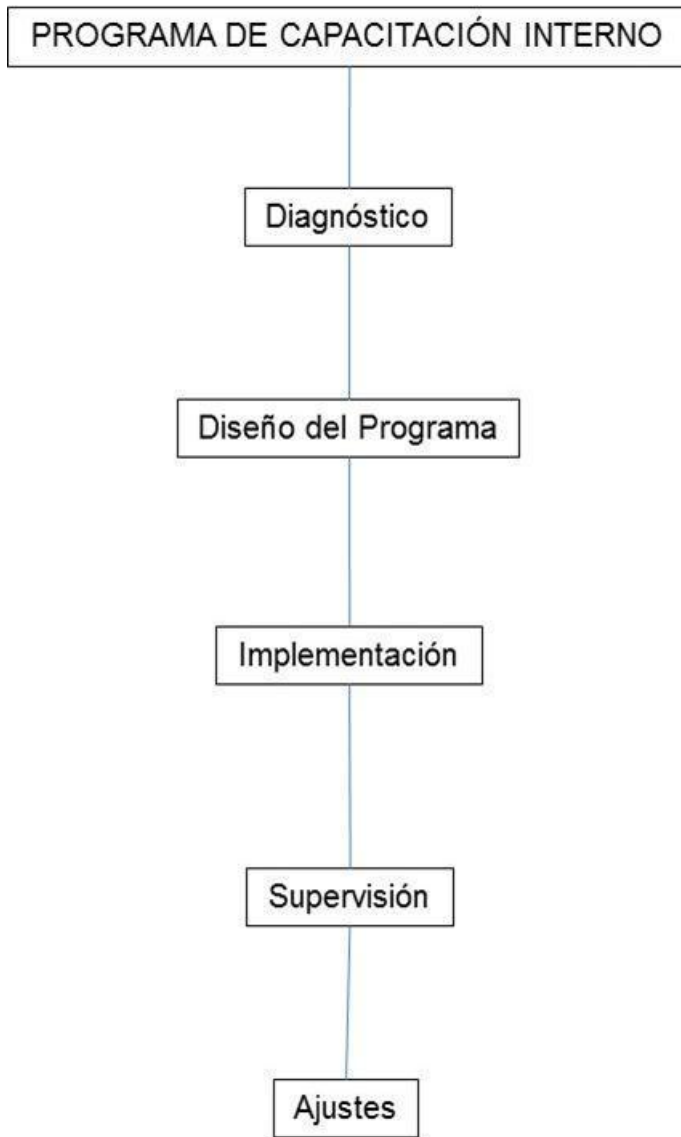 PROGRAMA DE CAPACITACIÓN INTERNO
Diagnóstico
Diseño del Programa
Implementación
Supervisión
Ajustes